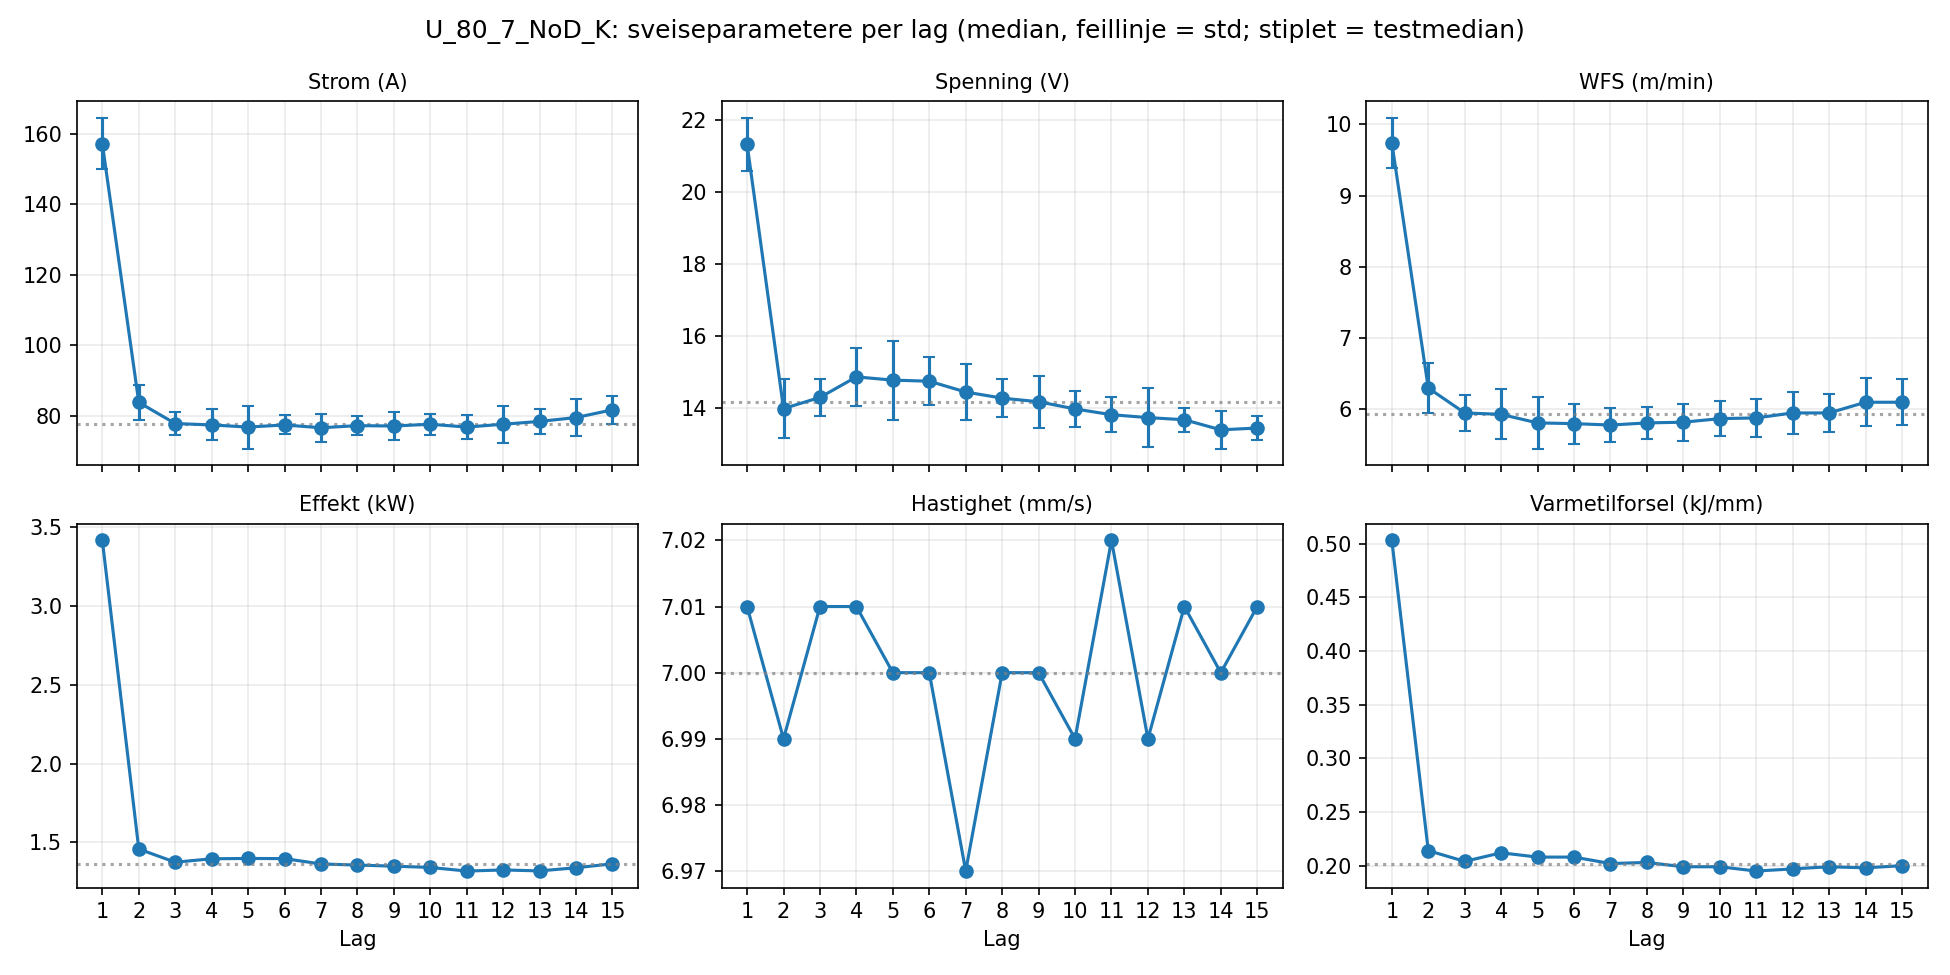 U_80_7_NoD_K: sveiseparametere per lag (median, feillinje = std; stiplet = testmedian)
Strom (A)
Spenning (V)
WFS (m/min)
160
140
120
100
80
22
20
18
16
14
10
9
8
7
6
Effekt (kW)
Hastighet (mm/s)
Varmetilforsel (kJ/mm)
3.5
3.0
2.5
2.0
1.5
7.02
7.01
7.00
6.99
6.98
6.97
0.50
0.45
0.40
0.35
0.30
0.25
0.20
1 2 3 4 5 6 7 8 9 10 11 12 13 14 15
1 2 3 4 5 6 7 8 9 10 11 12 13 14 15
1 2 3 4 5 6 7 8 9 10 11 12 13 14 15
Lag
Lag
Lag